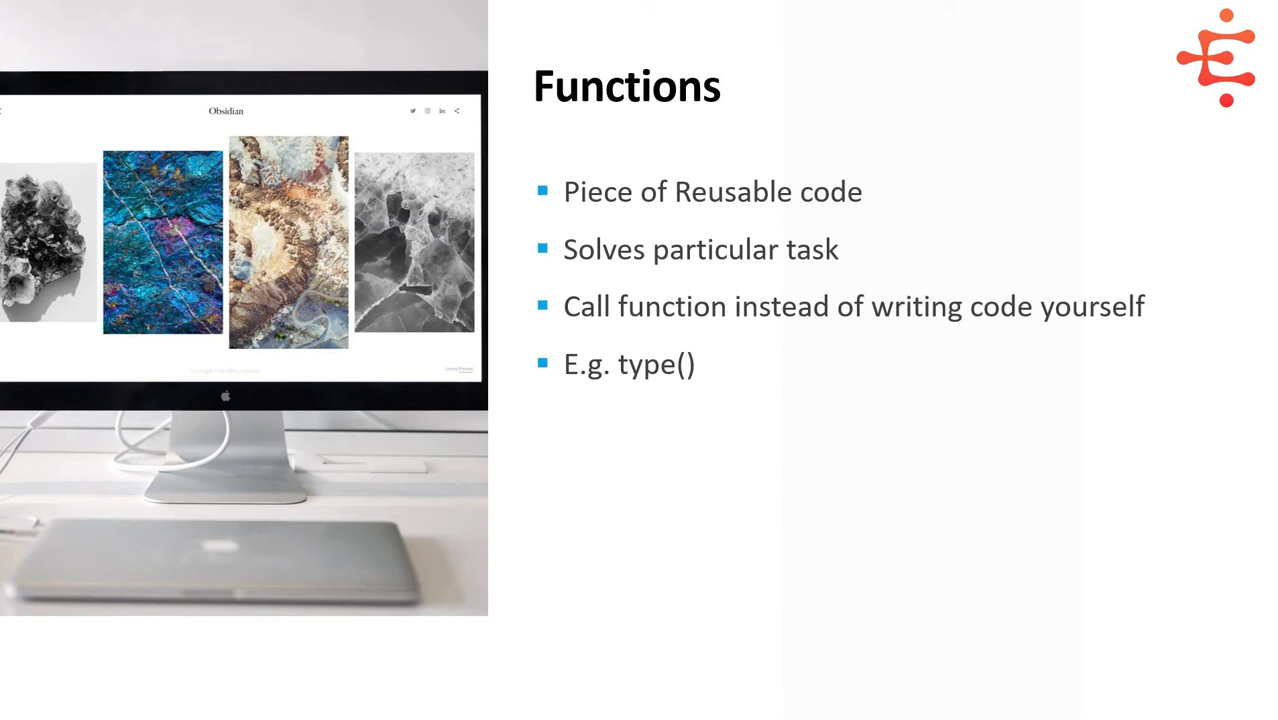 Functions
Piece of Reusable code
Solves particular task
Call function instead of writing code yourself
E.g. type()
Obsidian